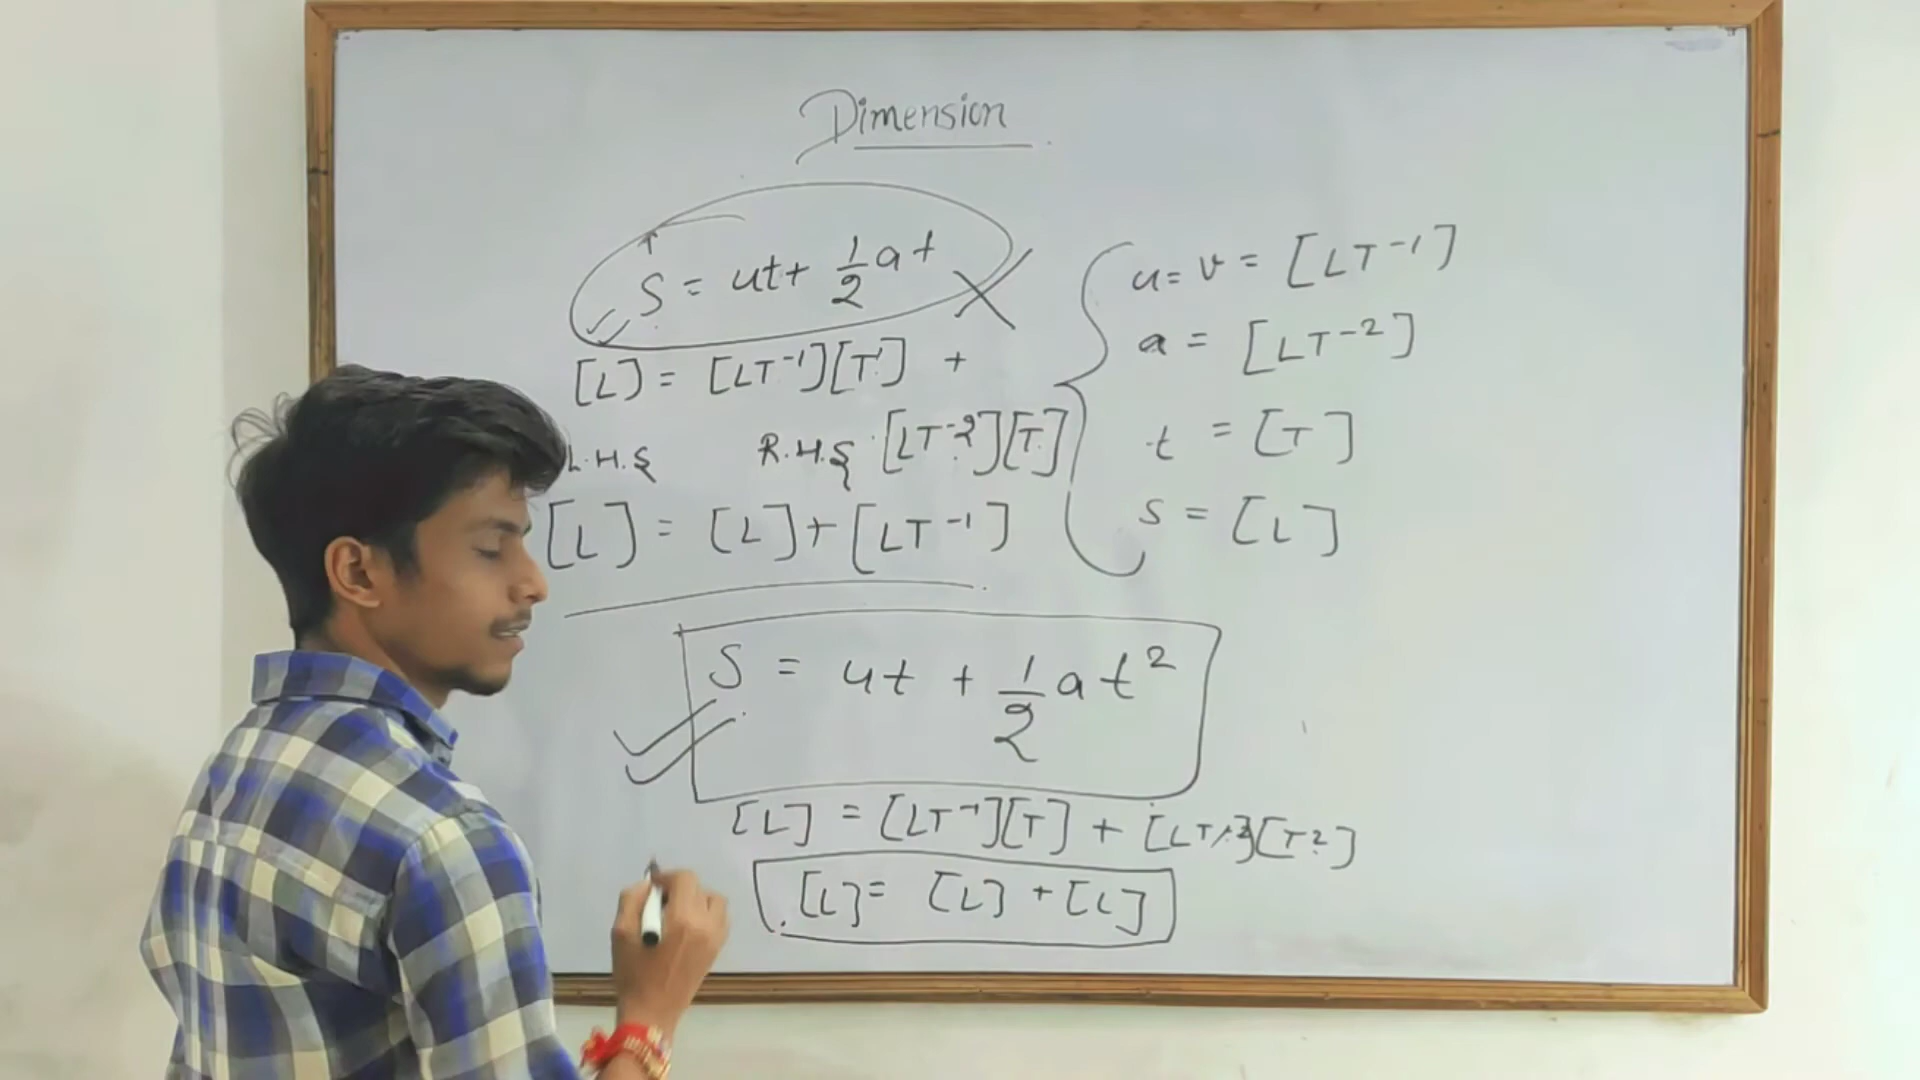 Dimension
S = ut + 1/2 at
[L] = [LT⁻¹][T¹] +
L.H.S R.H.S [LT⁻²][T]
[L] = [L] + [LT⁻¹]
u = v = [LT⁻¹]
a = [LT⁻²]
t = [T]
s = [L]
S = ut + 1/2 at²
[L] = [LT⁻¹][T] + [LT⁻²][T²]
[L] = [L] + [L]